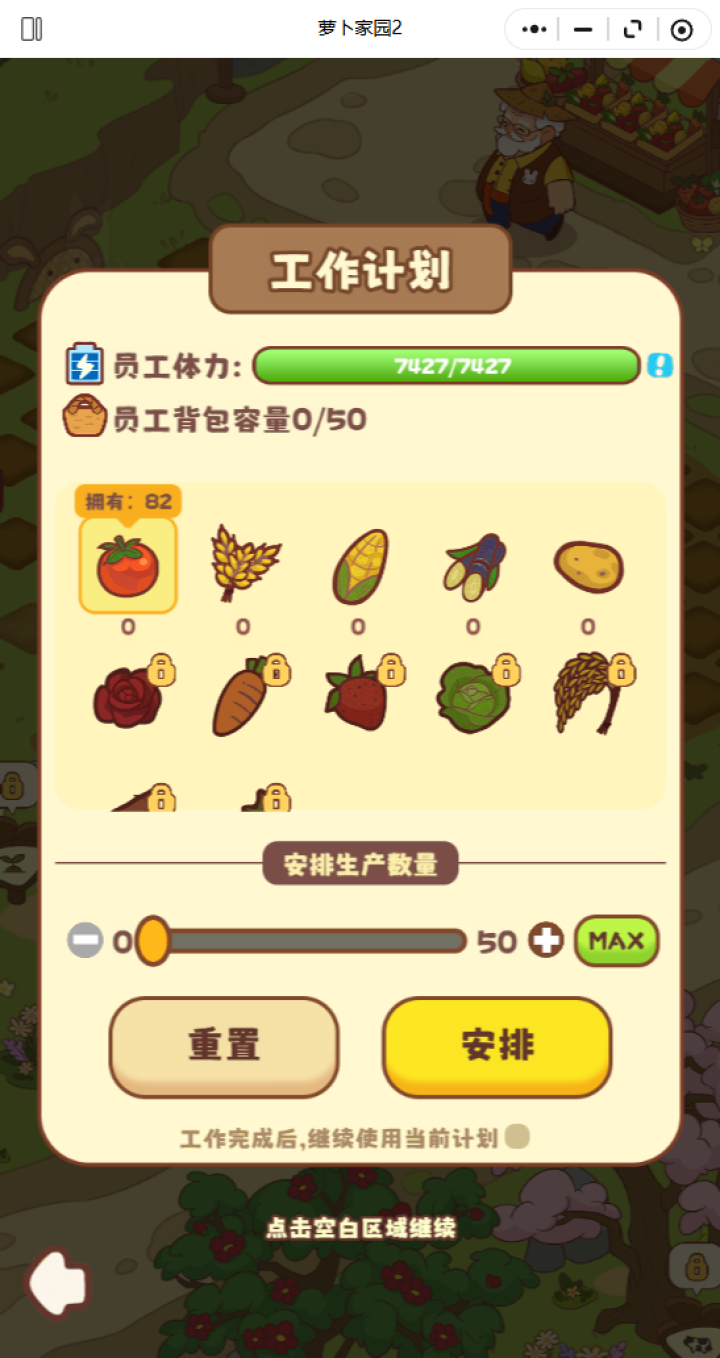 萝卜家园2
工作计划
员工体力: 7427/7427
员工背包容量0/50
拥有：82
0 0 0 0 0
安排生产数量
0 50 MAX
重置 安排
工作完成后,继续使用当前计划
点击空白区域继续